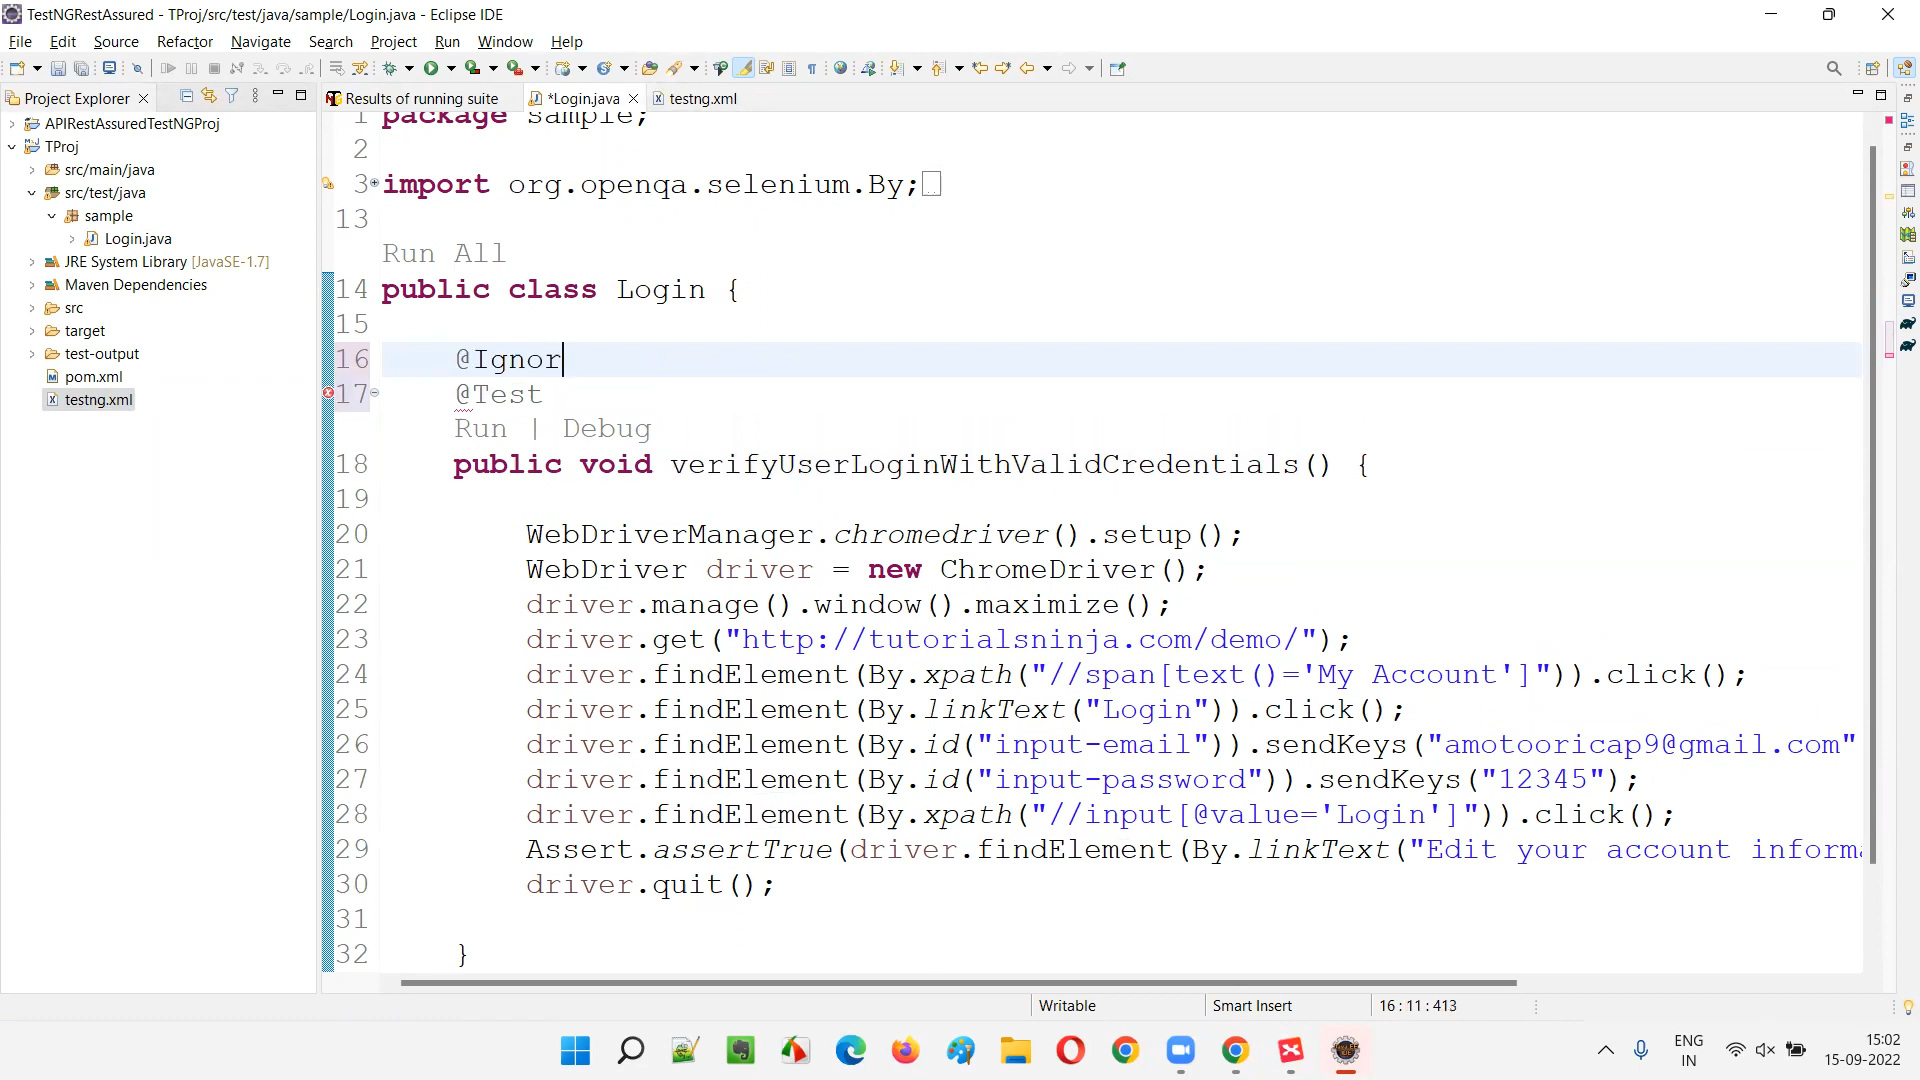 TestNGRestAssured - TProj/src/test/java/sample/Login.java - Eclipse IDE
File Edit Source Refactor Navigate Search Project Run Window Help
Project Explorer
Results of running suite
*Login.java
testng.xml
APIRestAssuredTestNGProj
TProj
src/main/java
src/test/java
sample
Login.java
JRE System Library [JavaSE-1.7]
Maven Dependencies
src
target
test-output
pom.xml
testng.xml
1 package sample;
2
3 import org.openqa.selenium.By;
13
Run All
14 public class Login {
15
16 @Ignor
17 @Test
Run | Debug
18 public void verifyUserLoginWithValidCredentials() {
19
20 WebDriverManager.chromedriver().setup();
21 WebDriver driver = new ChromeDriver();
22 driver.manage().window().maximize();
23 driver.get("http://tutorialsninja.com/demo/");
24 driver.findElement(By.xpath("//span[text()='My Account']")).click();
25 driver.findElement(By.linkText("Login")).click();
26 driver.findElement(By.id("input-email")).sendKeys("amotooricap9@gmail.com"
27 driver.findElement(By.id("input-password")).sendKeys("12345");
28 driver.findElement(By.xpath("//input[@value='Login']")).click();
29 Assert.assertTrue(driver.findElement(By.linkText("Edit your account informa
30 driver.quit();
31
32 }
Writable
Smart Insert
16 : 11 : 413
ENG
IN
15:02
15-09-2022